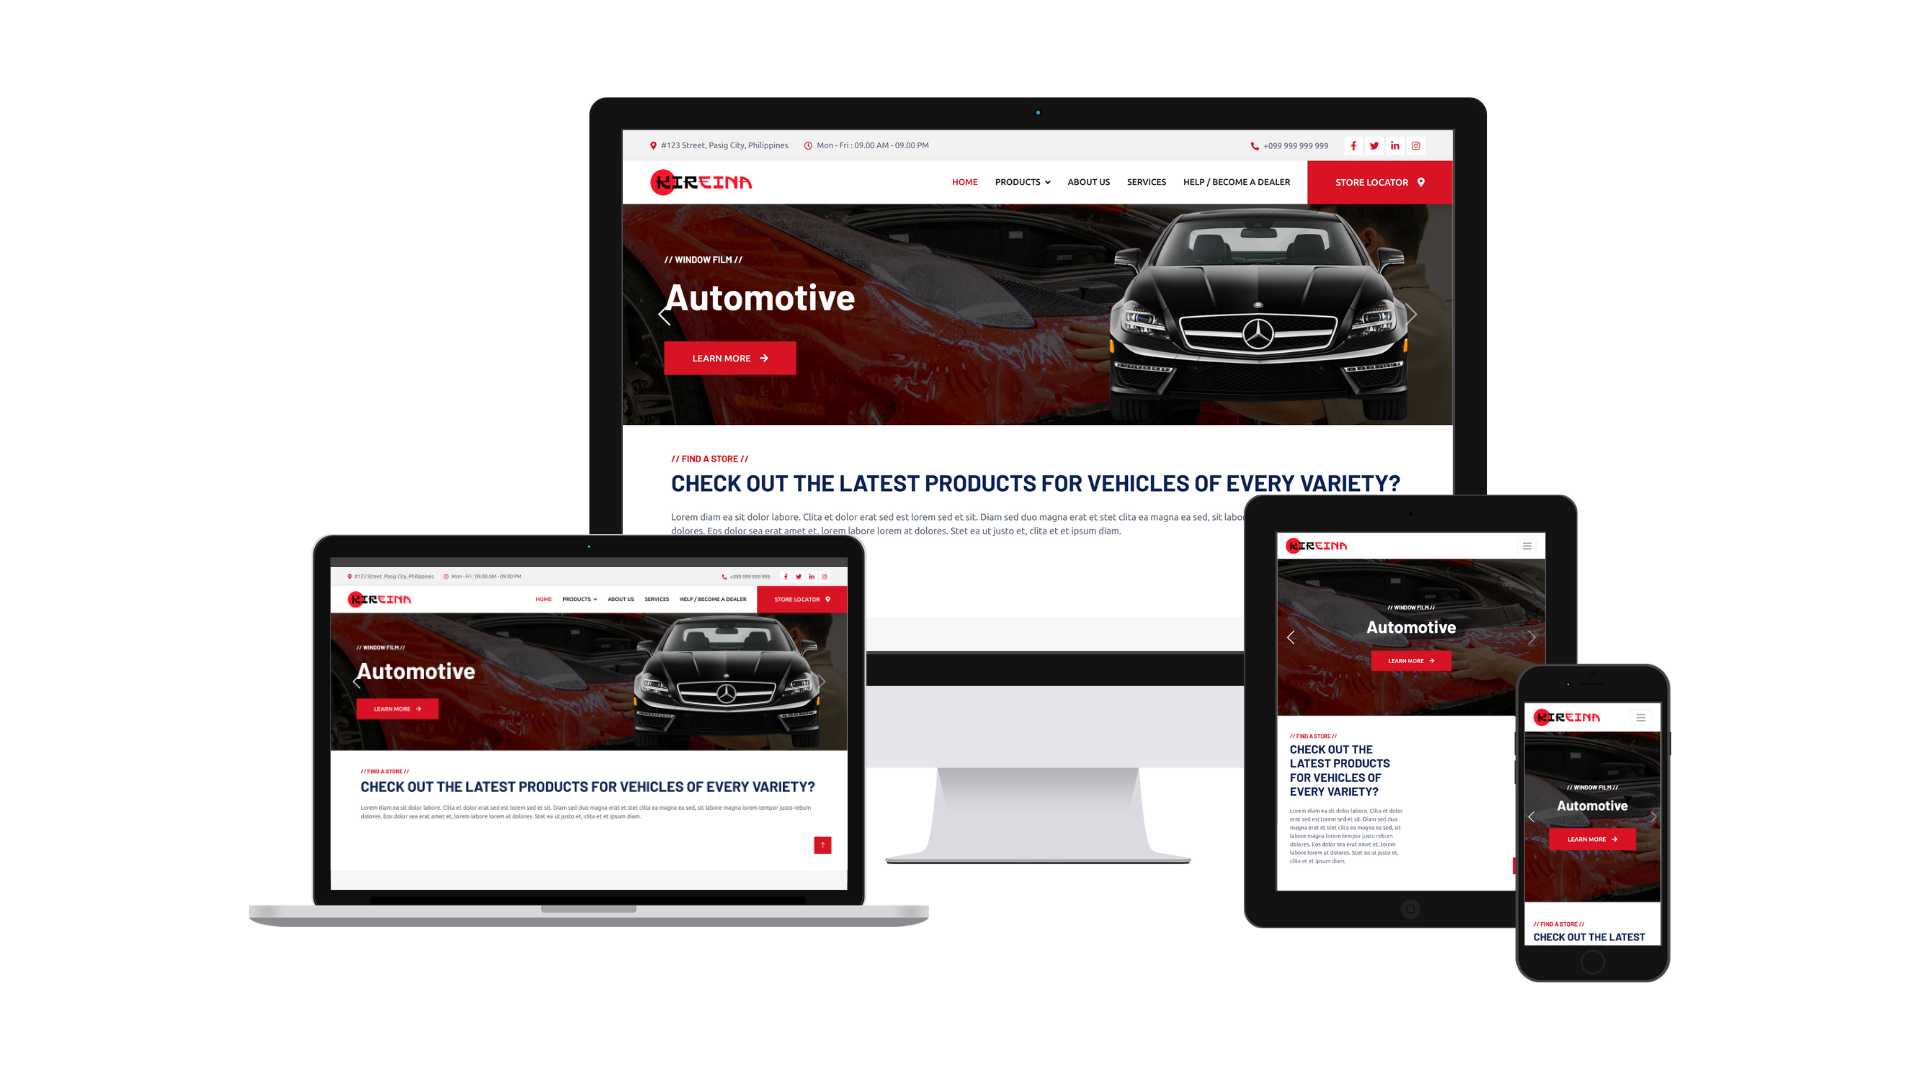 #123 Street, Pasig City, Philippines
Mon - Fri : 09.00 AM - 09.00 PM
+099 999 999 999
KIREINA
HOME
PRODUCTS
ABOUT US
SERVICES
HELP / BECOME A DEALER
STORE LOCATOR
// WINDOW FILM //
Automotive
LEARN MORE
// FIND A STORE //
CHECK OUT THE LATEST PRODUCTS FOR VEHICLES OF EVERY VARIETY?
Lorem diam ea sit dolor labore. Clita et dolor erat sed est lorem sed et sit. Diam sed duo magna erat et stet clita ea magna ea sed, sit labor
dolores. Eos dolor sea erat amet et, lorem labore lorem at dolores. Stet ea ut justo et, clita et et ipsum diam.
#123 Street, Pasig City, Philippines
Mon - Fri : 09.00 AM - 09.00 PM
+099 999 999 999
KIREINA
HOME
PRODUCTS
ABOUT US
SERVICES
HELP / BECOME A DEALER
STORE LOCATOR
// WINDOW FILM //
Automotive
LEARN MORE
// FIND A STORE //
CHECK OUT THE LATEST PRODUCTS FOR VEHICLES OF EVERY VARIETY?
Lorem diam ea sit dolor labore. Clita et dolor erat sed est lorem sed et sit. Diam sed duo magna erat et stet clita ea magna ea sed, sit labore magna lorem tempor justo rebum
dolores. Eos dolor sea erat amet et, lorem labore lorem at dolores. Stet ea ut justo et, clita et et ipsum diam.
KIREINA
// WINDOW FILM //
Automotive
LEARN MORE
// FIND A STORE //
CHECK OUT THE
LATEST PRODUCTS
FOR VEHICLES OF
EVERY VARIETY?
Lorem diam ea sit dolor labore. Clita et dolor
erat sed est lorem sed et sit. Diam sed duo
magna erat et stet clita ea magna ea sed, sit
labore magna lorem tempor justo rebum
dolores. Eos dolor sea erat amet et, lorem
labore lorem at dolores. Stet ea ut justo et,
clita et et ipsum diam.
KIREINA
// WINDOW FILM //
Automotive
LEARN MORE
// FIND A STORE //
CHECK OUT THE LATEST